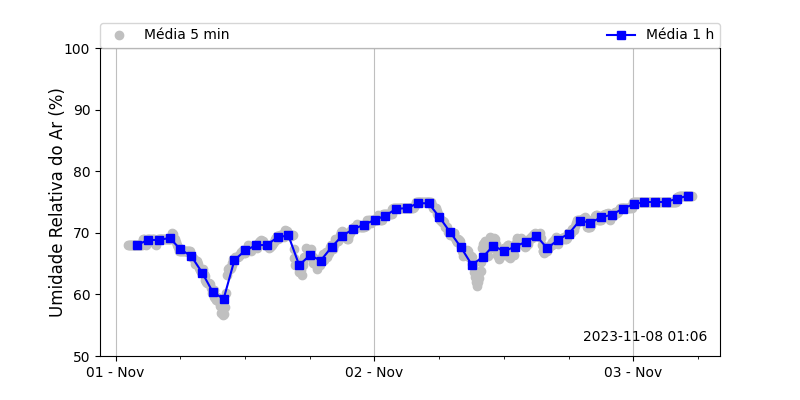 Média 5 min
Média 1 h
Umidade Relativa do Ar (%)
100
90
80
70
60
50
2023-11-08 01:06
01 - Nov
02 - Nov
03 - Nov